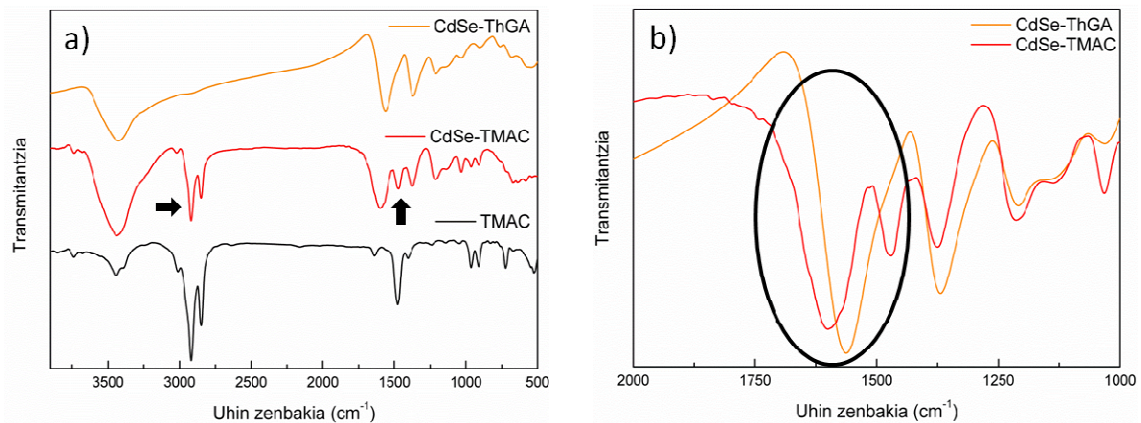 a)
CdSe-ThGA
CdSe-TMAC
TMAC
Transmitantzia
3500 3000 2500 2000 1500 1000 500
Uhin zenbakia (cm⁻¹)
b)
CdSe-ThGA
CdSe-TMAC
Transmitantzia
2000 1750 1500 1250 1000
Uhin zenbakia (cm⁻¹)